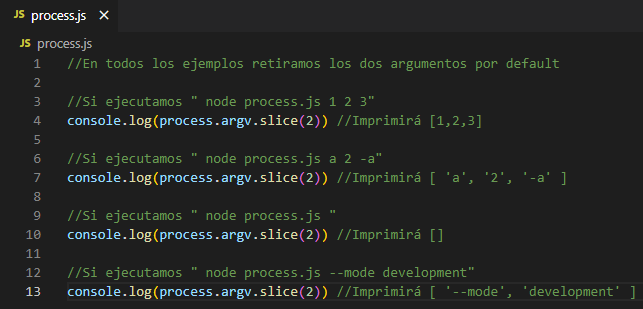 JS process.js ×
JS process.js
1 //En todos los ejemplos retiramos los dos argumentos por default
2
3 //Si ejecutamos " node process.js 1 2 3"
4 console.log(process.argv.slice(2)) //Imprimirá [1,2,3]
5
6 //Si ejecutamos " node process.js a 2 -a"
7 console.log(process.argv.slice(2)) //Imprimirá [ 'a', '2', '-a' ]
8
9 //Si ejecutamos " node process.js "
10 console.log(process.argv.slice(2)) //Imprimirá []
11
12 //Si ejecutamos " node process.js --mode development"
13 console.log(process.argv.slice(2)) //Imprimirá [ '--mode', 'development' ]